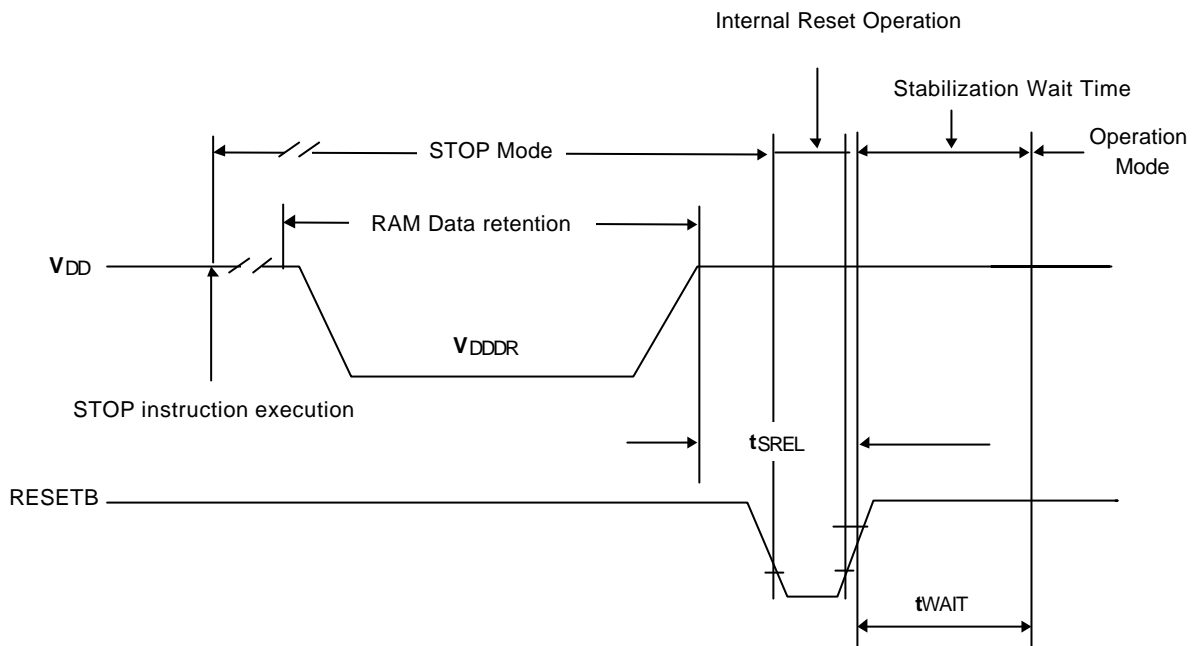 Internal Reset Operation
Stabilization Wait Time
STOP Mode
Operation
Mode
RAM Data retention
VDD
VDDDR
STOP instruction execution
tSREL
RESETB
tWAIT